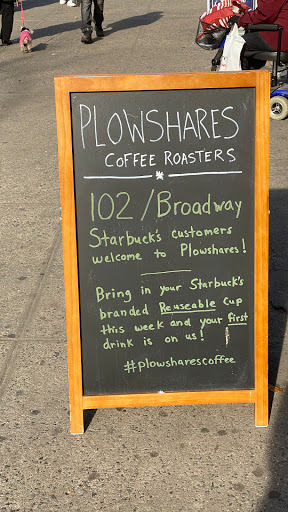 PLOWSHARES
COFFEE ROASTERS
102/Broadway
Starbuck's customers
welcome to Plowshares!
Bring in your Starbuck's
branded Reuseable cup
this week and your first
drink is on us!
#plowsharescoffee